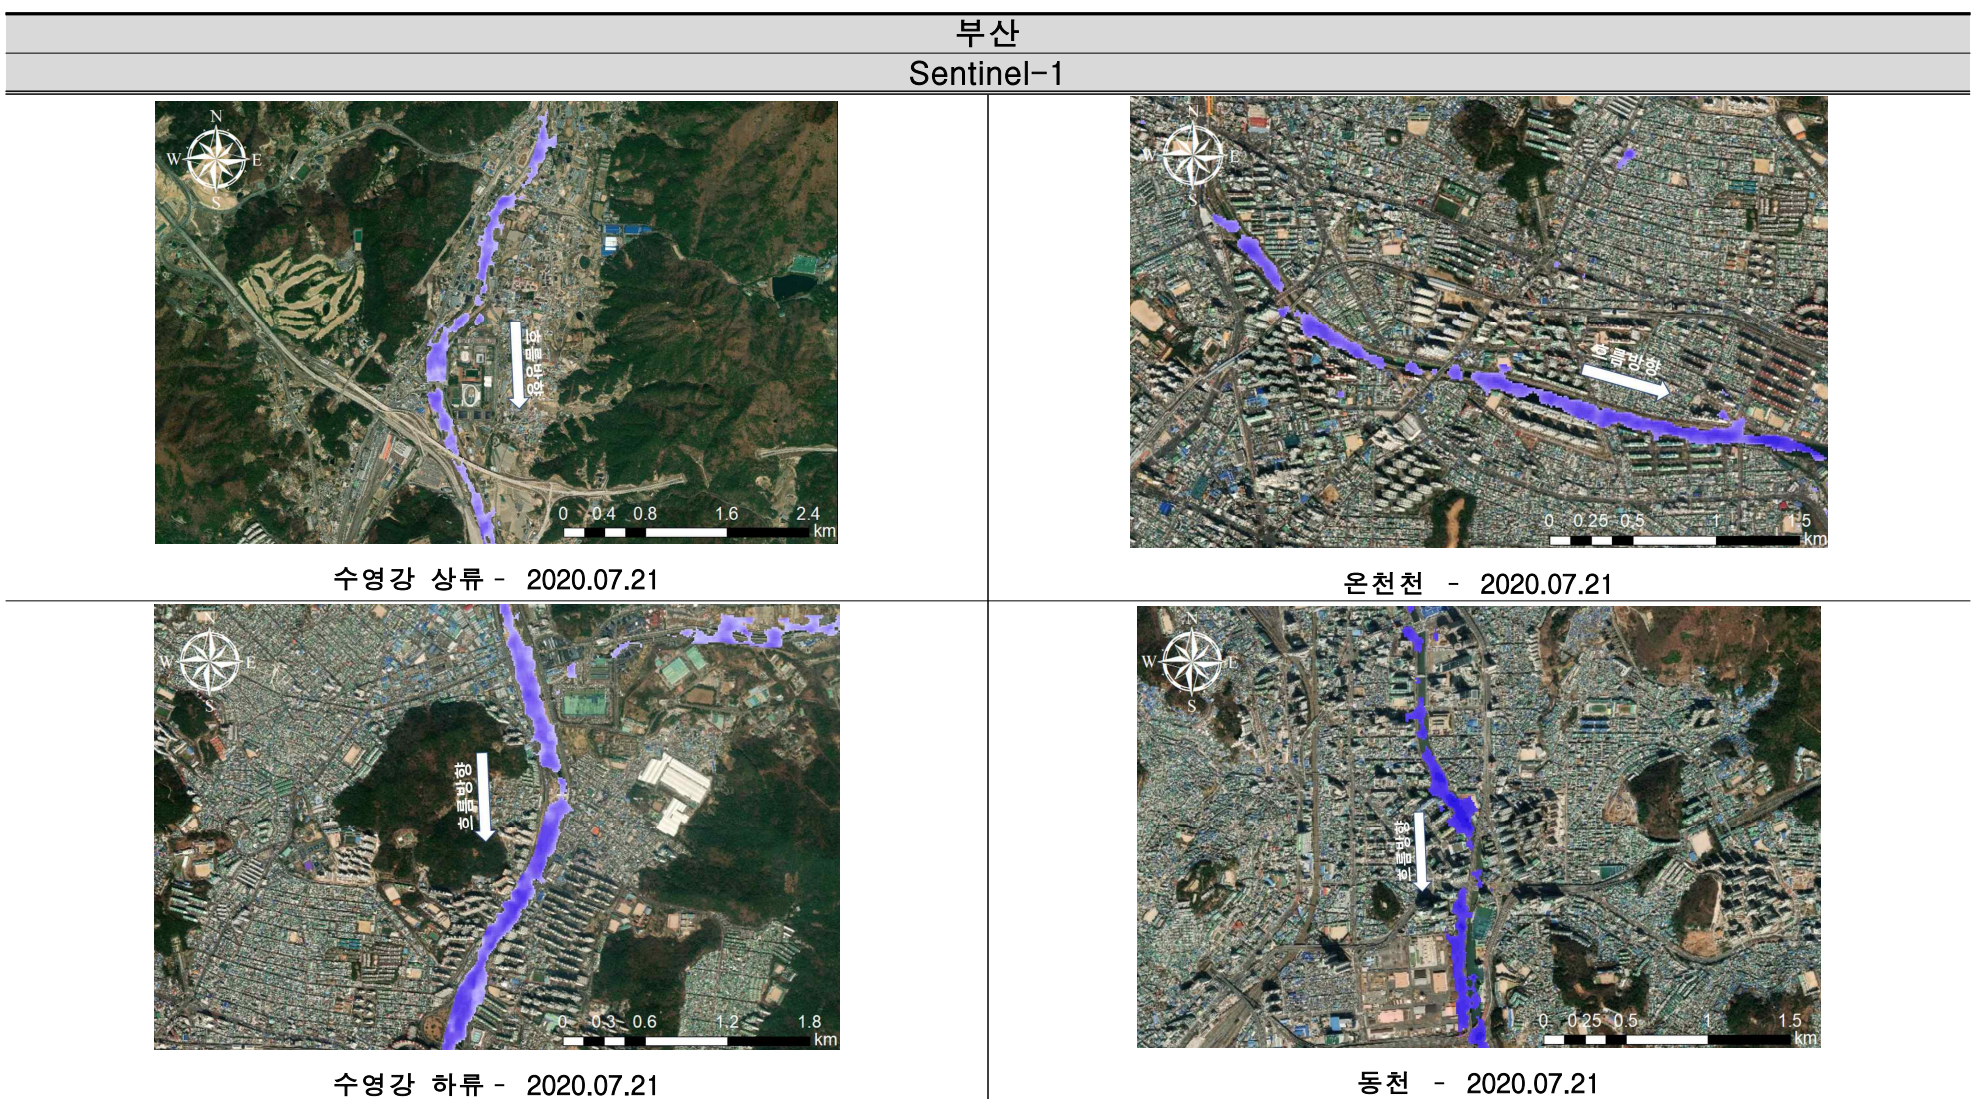 부산
Sentinel-1
N
W E
S
흐름방향
0 0.4 0.8 1.6 2.4
km
수영강 상류 - 2020.07.21
N
W E
S
흐름방향
0 0.25 0.5 1 1.5
km
온천천 - 2020.07.21
N
W E
S
흐름방향
0 0.3 0.6 1.2 1.8
km
수영강 하류 - 2020.07.21
N
W E
S
흐름방향
0 0.25 0.5 1 1.5
km
동천 - 2020.07.21